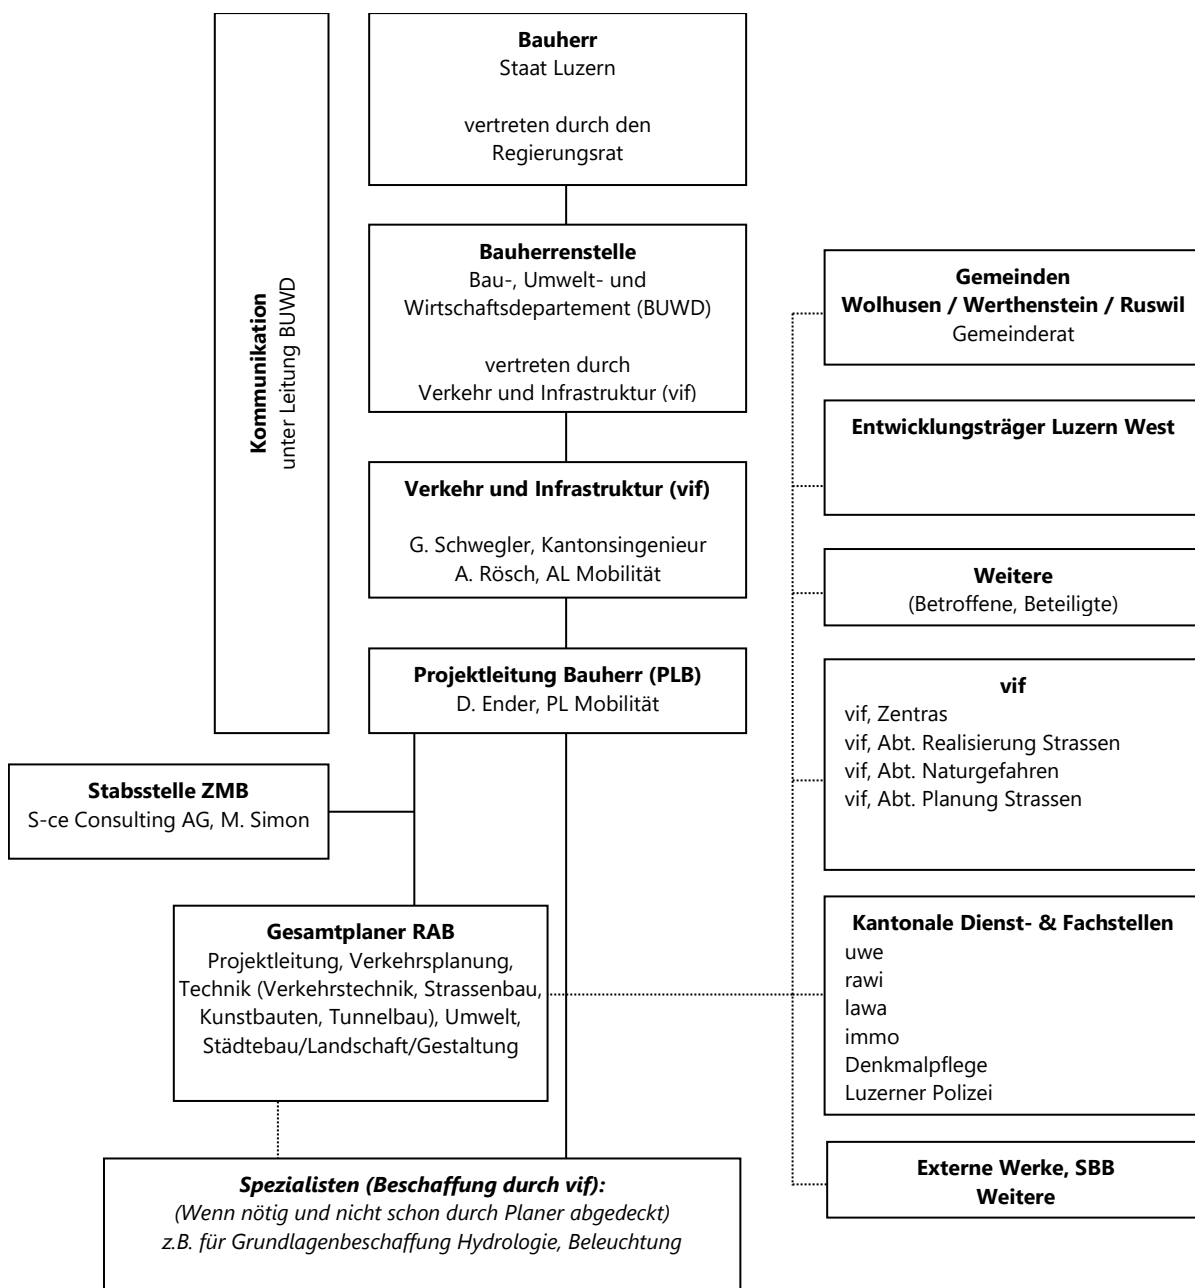 Bauherr
Staat Luzern
vertreten durch den
Regierungsrat
Kommunikation
unter Leitung BUWD
Bauherrenstelle
Bau-, Umwelt- und
Wirtschaftsdepartement (BUWD)
vertreten durch
Verkehr und Infrastruktur (vif)
Verkehr und Infrastruktur (vif)
G. Schwegler, Kantonsingenieur
A. Rösch, AL Mobilität
Projektleitung Bauherr (PLB)
D. Ender, PL Mobilität
Stabsstelle ZMB
S-ce Consulting AG, M. Simon
Gesamtplaner RAB
Projektleitung, Verkehrsplanung,
Technik (Verkehrstechnik, Strassenbau,
Kunstbauten, Tunnelbau), Umwelt,
Städtebau/Landschaft/Gestaltung
Spezialisten (Beschaffung durch vif):
(Wenn nötig und nicht schon durch Planer abgedeckt)
z.B. für Grundlagenbeschaffung Hydrologie, Beleuchtung
Gemeinden
Wolhusen / Werthenstein / Ruswil
Gemeinderat
Entwicklungsträger Luzern West
Weitere
(Betroffene, Beteiligte)
vif
vif, Zentras
vif, Abt. Realisierung Strassen
vif, Abt. Naturgefahren
vif, Abt. Planung Strassen
Kantonale Dienst- & Fachstellen
uwe
rawi
lawa
immo
Denkmalpflege
Luzerner Polizei
Externe Werke, SBB
Weitere